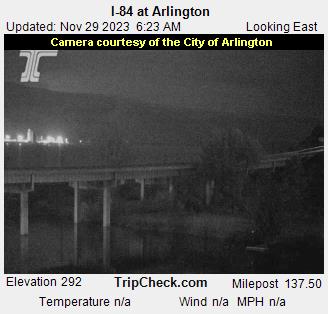 I-84 at Arlington
Updated: Nov 29 2023 6:23 AM Looking East
Camera courtesy of the City of Arlington
Elevation 292 TripCheck.com Milepost 137.50
Temperature n/a Wind n/a MPH n/a